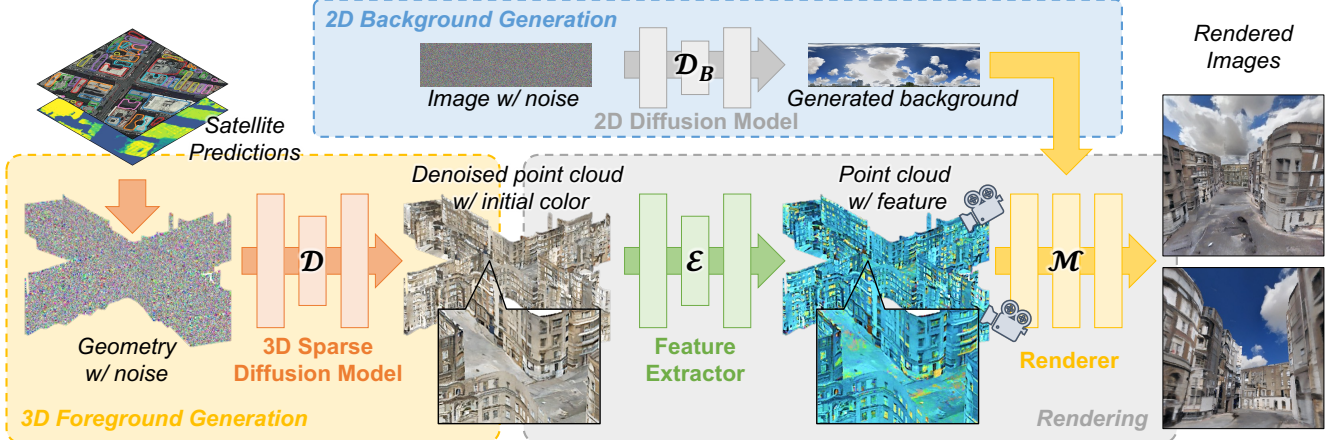 2D Background Generation
Image w/ noise
𝒟_B
Generated background
2D Diffusion Model
Rendered
Images
Satellite
Predictions
Geometry
w/ noise
𝒟
3D Sparse
Diffusion Model
Denoised point cloud
w/ initial color
3D Foreground Generation
ℰ
Feature
Extractor
Point cloud
w/ feature
ℳ
Renderer
Rendering